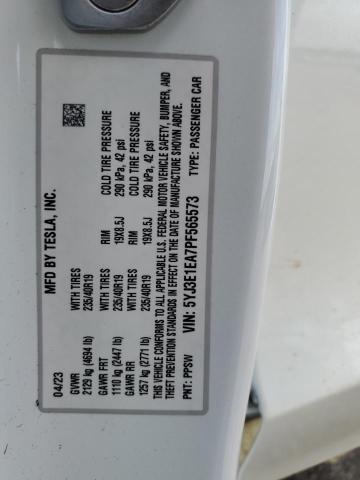 MFD BY TESLA, INC.
04/23
GVWR
2129 kg (4694 lb)
GAWR FRT WITH TIRES RIM COLD TIRE PRESSURE
1110 kg (2447 lb) 235/40R19 19X8.5J 290 kPa, 42 psi
GAWR RR WITH TIRES RIM COLD TIRE PRESSURE
1257 kg (2771 lb) 235/40R19 19X8.5J 290 kPa, 42 psi
THIS VEHICLE CONFORMS TO ALL APPLICABLE U.S. FEDERAL MOTOR VEHICLE SAFETY, BUMPER, AND
THEFT PREVENTION STANDARDS IN EFFECT ON THE DATE OF MANUFACTURE SHOWN ABOVE.
VIN: 5YJ3E1EA7PF565573
PNT: PPSW TYPE: PASSENGER CAR